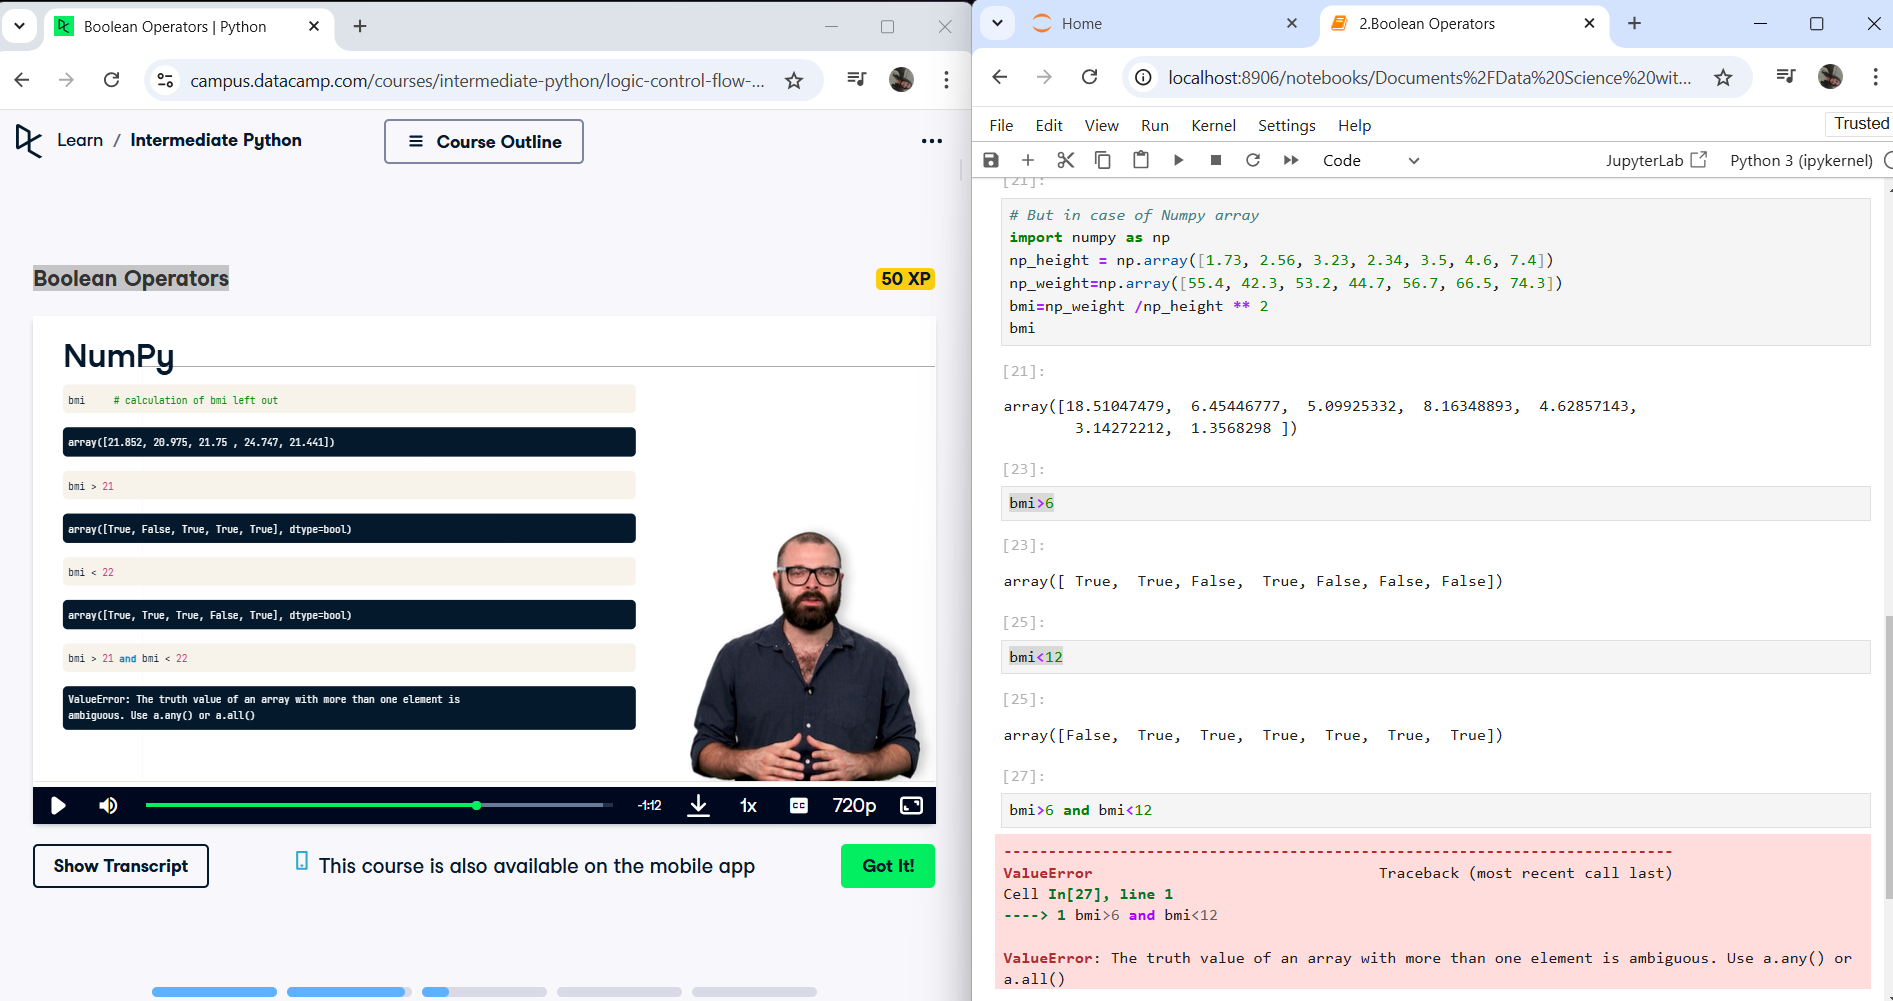 Boolean Operators | Python
campus.datacamp.com/courses/intermediate-python/logic-control-flow-...
Learn / Intermediate Python
Course Outline
Boolean Operators
50 XP
NumPy
bmi # calculation of bmi left out
array([21.852, 20.975, 21.75 , 24.747, 21.441])
bmi > 21
array([True, False, True, True, True], dtype=bool)
bmi < 22
array([True, True, True, False, True], dtype=bool)
bmi > 21 and bmi < 22
ValueError: The truth value of an array with more than one element is
ambiguous. Use a.any() or a.all()
-1:12
1x
CC
720p
Show Transcript
This course is also available on the mobile app
Got It!
Home
2.Boolean Operators
localhost:8906/notebooks/Documents%2FData%20Science%20wit...
File Edit View Run Kernel Settings Help
Trusted
Code
JupyterLab
Python 3 (ipykernel)
[21]:
# But in case of Numpy array
import numpy as np
np_height = np.array([1.73, 2.56, 3.23, 2.34, 3.5, 4.6, 7.4])
np_weight=np.array([55.4, 42.3, 53.2, 44.7, 56.7, 66.5, 74.3])
bmi=np_weight /np_height ** 2
bmi
[21]:
array([18.51047479, 6.45446777, 5.09925332, 8.16348893, 4.62857143,
3.14272212, 1.3568298 ])
[23]:
bmi>6
[23]:
array([ True, True, False, True, False, False, False])
[25]:
bmi<12
[25]:
array([False, True, True, True, True, True, True])
[27]:
bmi>6 and bmi<12
---------------------------------------------------------------------------
ValueError Traceback (most recent call last)
Cell In[27], line 1
----> 1 bmi>6 and bmi<12
ValueError: The truth value of an array with more than one element is ambiguous. Use a.any() or
a.all()